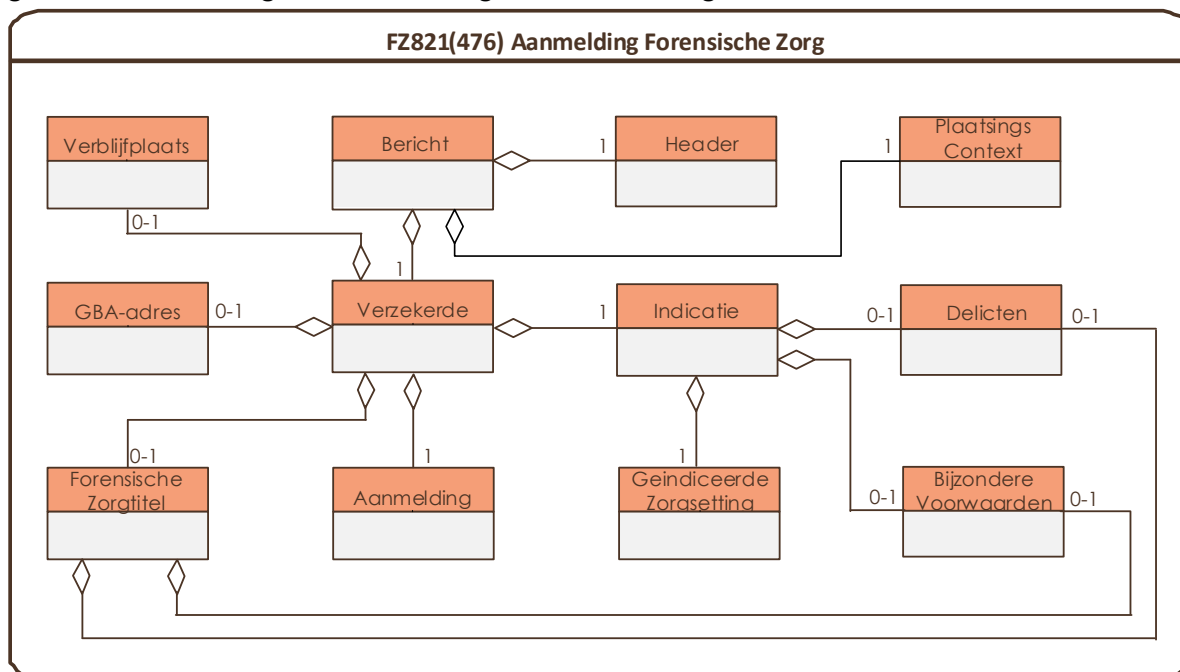 FZ821(476) Aanmelding Forensische Zorg
Verblijfplaats
0-1
Bericht
1
Header
1
Plaatsings
Context
GBA-adres
0-1
1
Verzekerde
1
Indicatie
0-1
Delicten
0-1
0-1
Forensische
Zorgtitel
1
Aanmelding
1
Geindiceerde
Zorgsetting
0-1
Bijzondere
Voorwaarden
0-1